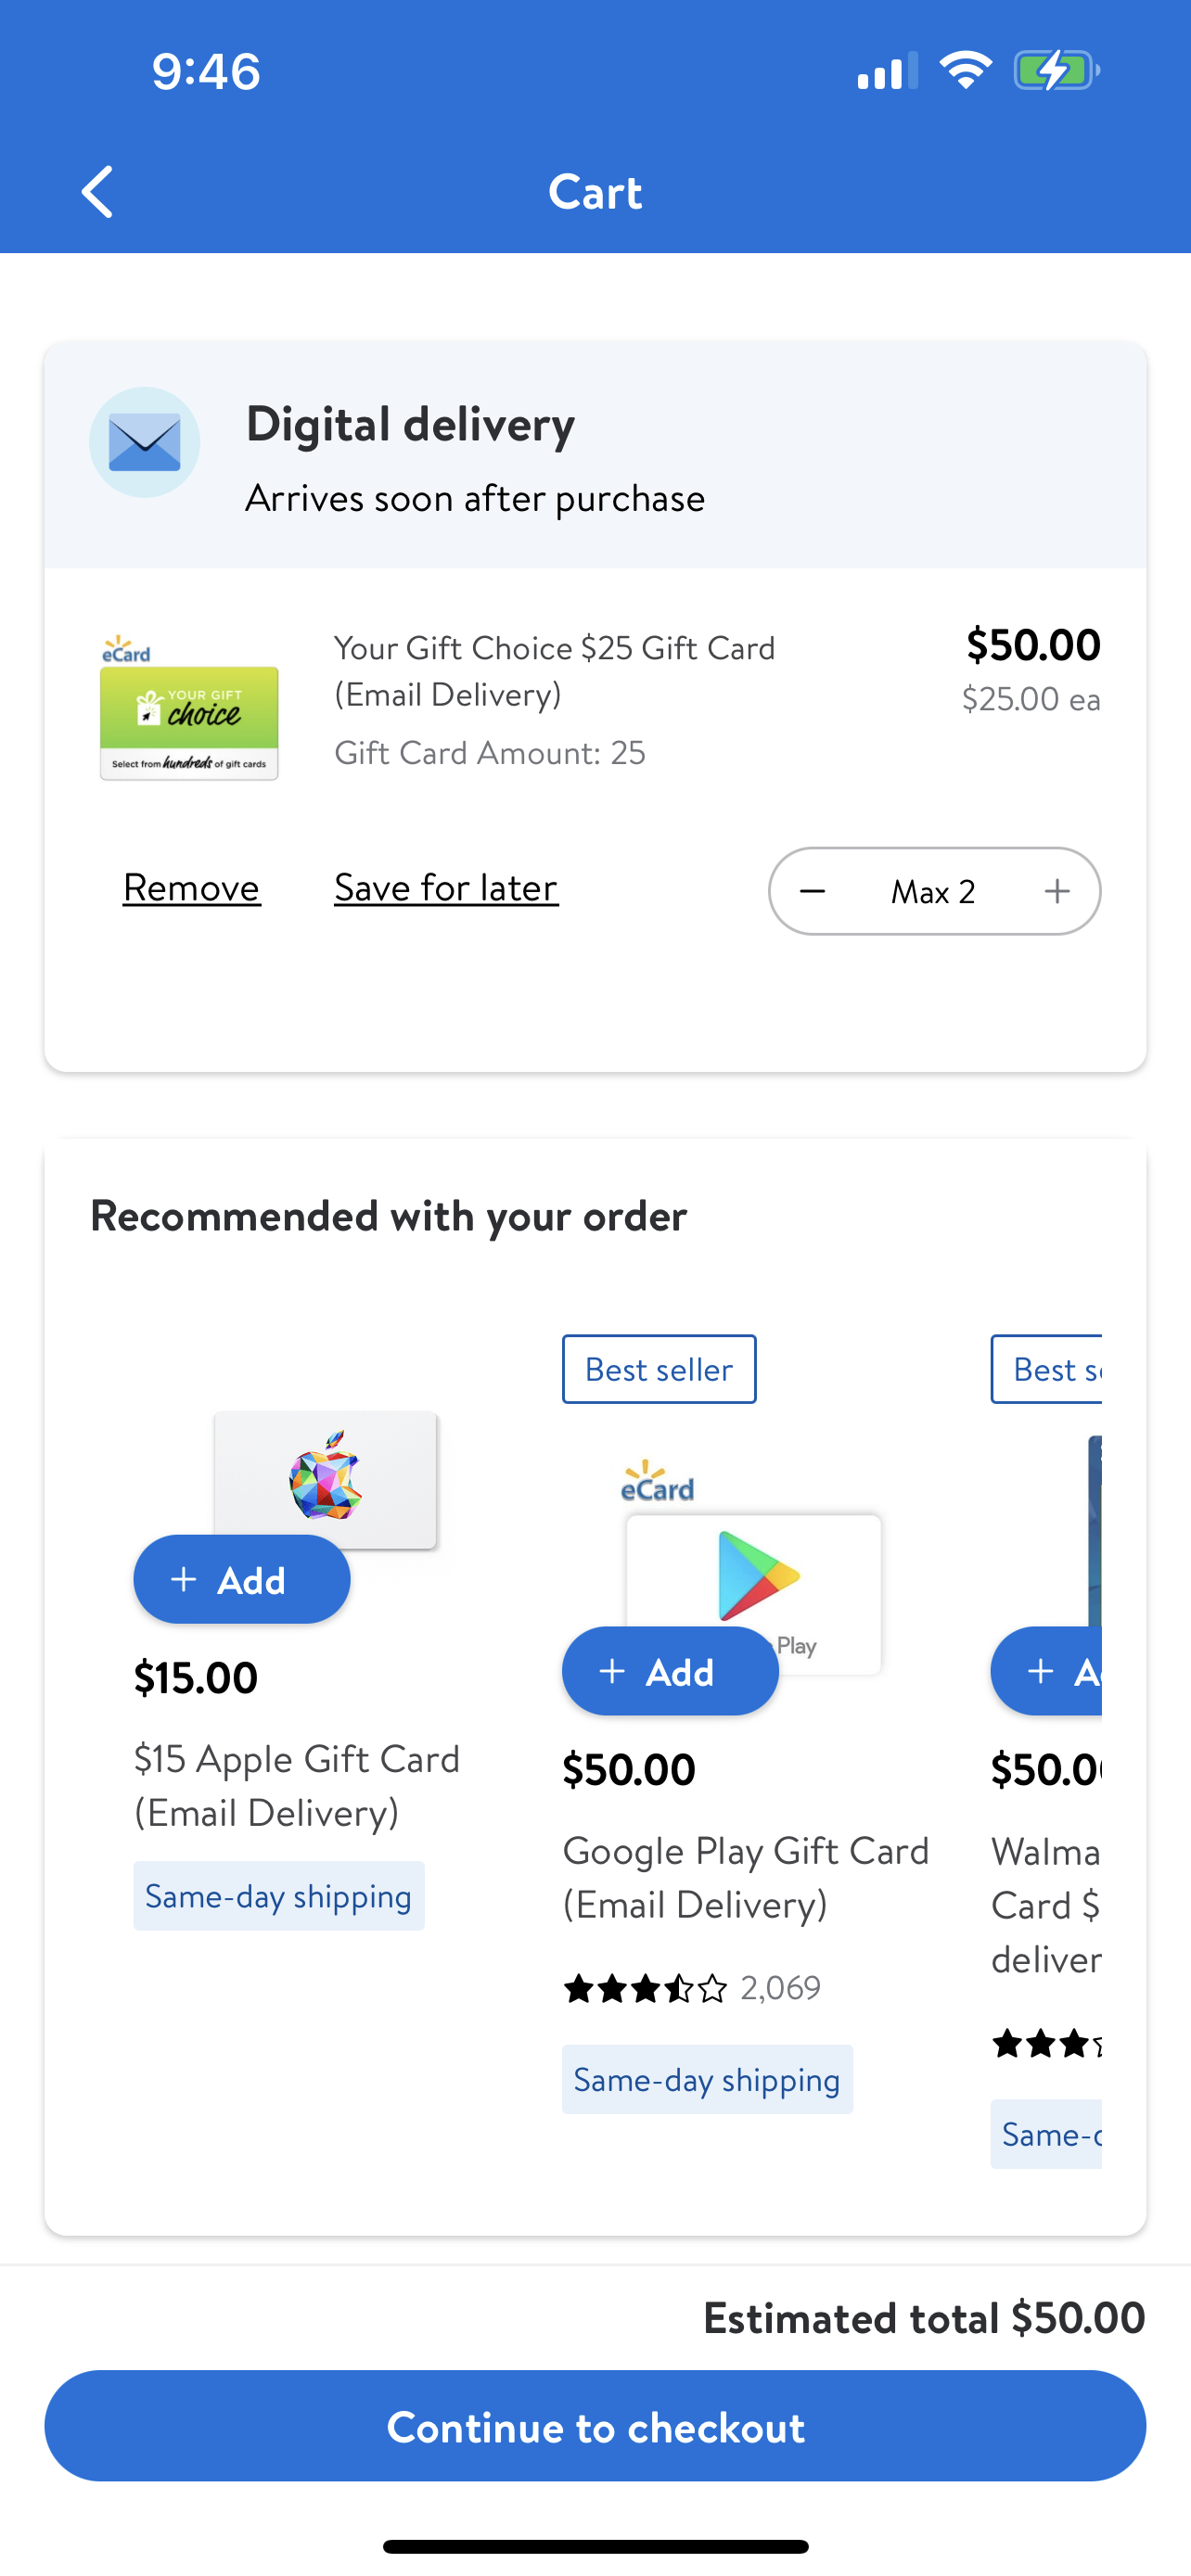 9:46
Cart
Digital delivery
Arrives soon after purchase
eCard
YOUR GIFT
choice
Select from hundreds of gift cards
Your Gift Choice $25 Gift Card
(Email Delivery)
Gift Card Amount: 25
$50.00
$25.00 ea
Remove
Save for later
Max 2
Recommended with your order
+ Add
$15.00
$15 Apple Gift Card
(Email Delivery)
Same-day shipping
Best seller
eCard
Play
+ Add
$50.00
Google Play Gift Card
(Email Delivery)
2,069
Same-day shipping
Best s
+ A
$50.0
Walma
Card $
deliver
Same-
Estimated total $50.00
Continue to checkout